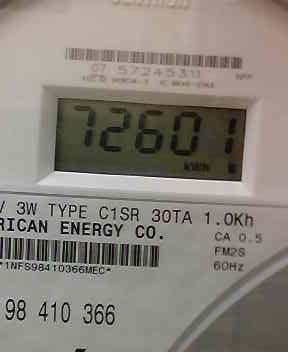 07 57245311
72601
kWh
V 3W TYPE C1SR 30TA 1.0Kh
RICAN ENERGY CO.
CA 0.5
FM2S
60Hz
*1NFS98410366MEC*
98 410 366